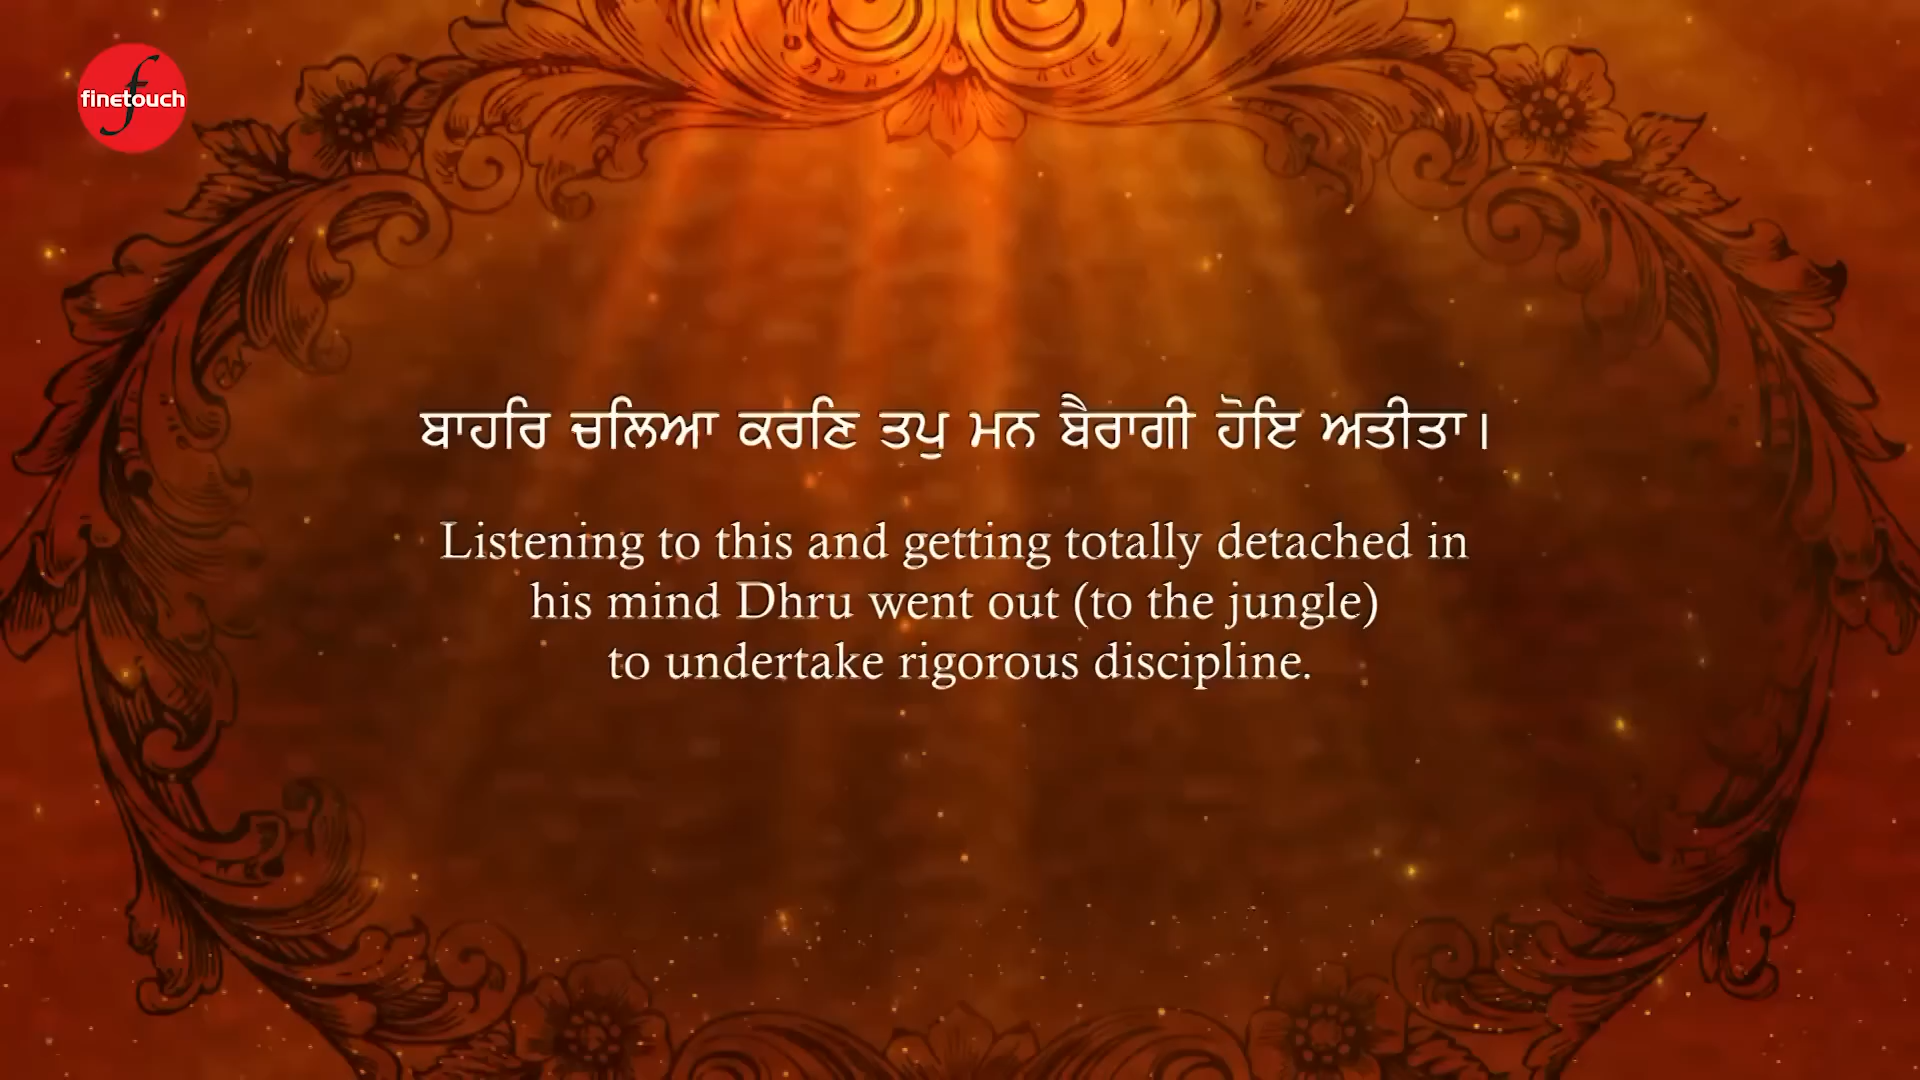 finetouch
ਬਾਹਰਿ ਚਲਿਆ ਕਰਣਿ ਤਪੁ ਮਨ ਬੈਰਾਗੀ ਹੋਇ ਅਤੀਤਾ।
Listening to this and getting totally detached in
his mind Dhru went out (to the jungle)
to undertake rigorous discipline.